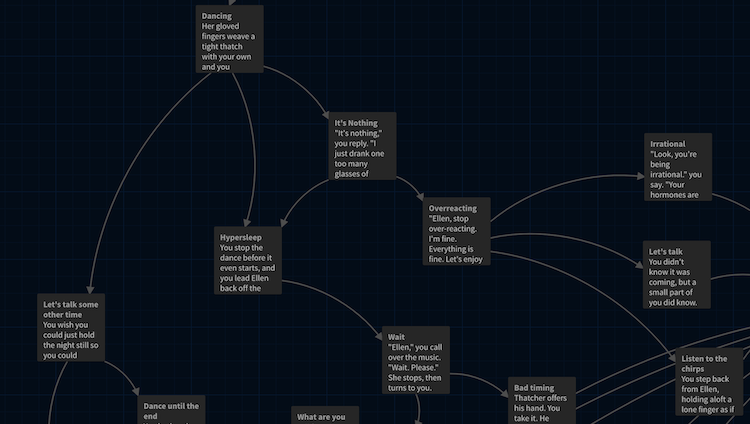 Dancing
Her gloved
fingers weave a
tight thatch
with your own
and you
It's Nothing
"It's nothing,"
you reply. "I
just drank one
too many
glasses of
Irrational
"Look, you're
being
irrational." you
say. "Your
hormones are
Overreacting
"Ellen, stop
over-reacting.
I'm fine.
Everything is
fine. Let's enjoy
Hypersleep
You stop the
dance before it
even starts, and
you lead Ellen
back off the
Let's talk
You didn't
know it was
coming, but a
small part of
you did know.
Let's talk some
other time
You wish you
could just hold
the night still so
you could
Wait
"Ellen," you call
over the music.
"Wait. Please."
She stops, then
turns to you.
Listen to the
chirps
You step back
from Ellen,
holding aloft a
lone finger as if
Bad timing
Thatcher offers
his hand. You
take it. He
Dance until the
end
What are you